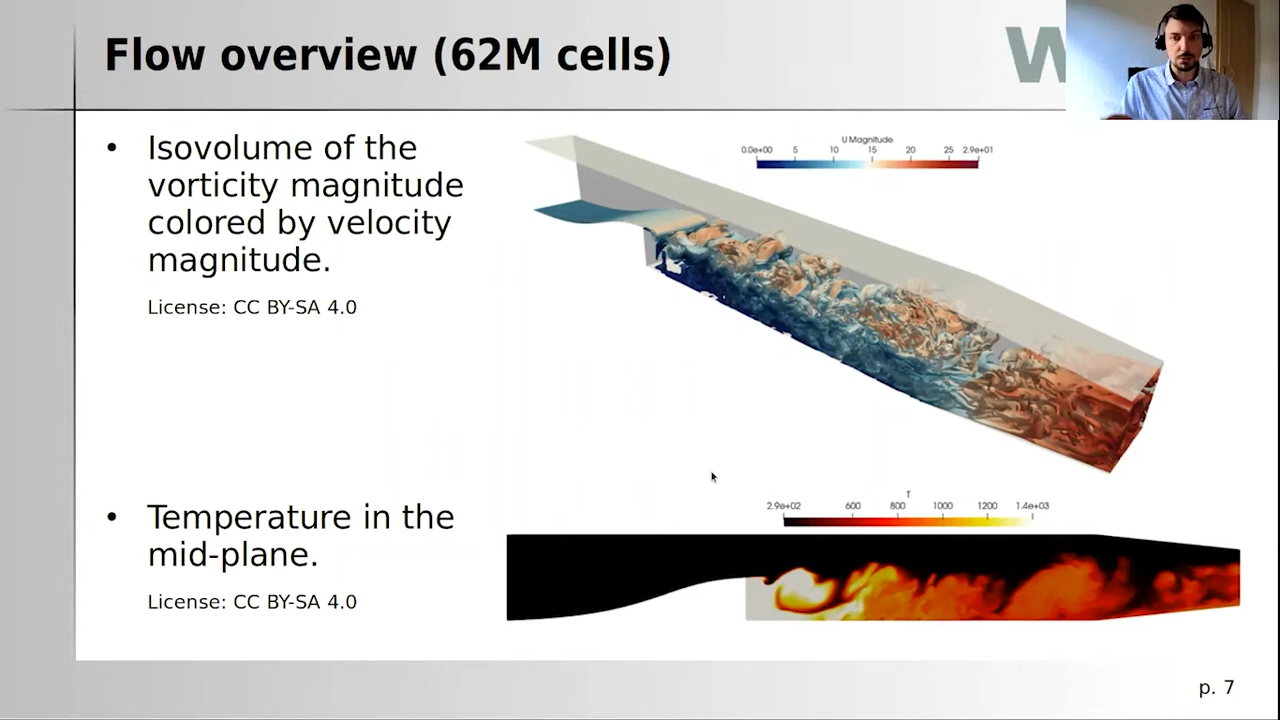 Flow overview (62M cells)
W
• Isovolume of the
vorticity magnitude
colored by velocity
magnitude.
License: CC BY-SA 4.0
U Magnitude
0.0e+00 5 10 15 20 25 2.9e+01
• Temperature in the
mid-plane.
License: CC BY-SA 4.0
T
2.9e+02 600 800 1000 1200 1.4e+03
p. 7